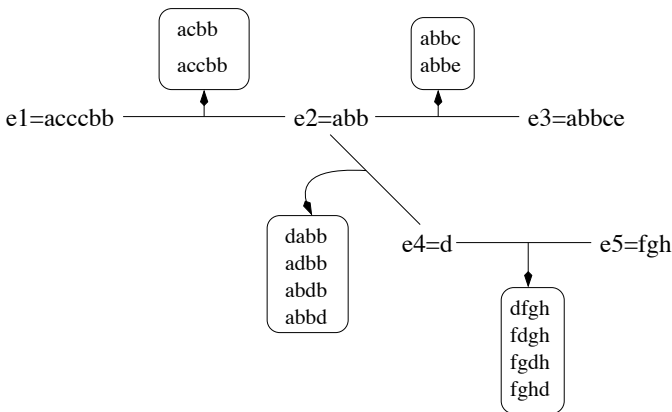 acbb
accbb
abbc
abbe
e1=acccbb
e2=abb
e3=abbce
dabb
adbb
abdb
abbd
e4=d
e5=fgh
dfgh
fdgh
fgdh
fghd